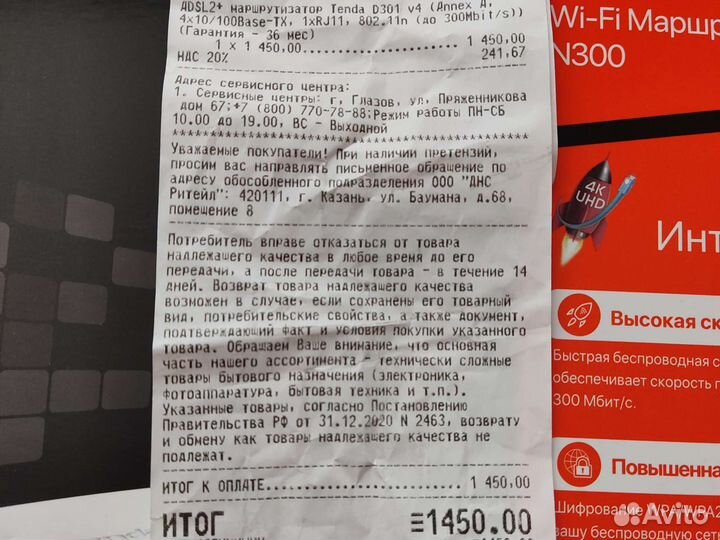 ADSL2+ маршрутизатор Tenda D301 v4 (Annex A,
4x10/100Base-TX, 1xRJ11, 802.11n (до 300Mbit/s))
(Гарантия - 36 мес)
1 x 1 450,00 1 450,00
НДС 20% 241,67
Адрес сервисного центра:
1. Сервисные центры: г. Глазов, ул. Пряженникова
дом 67;+7 (800) 770-78-88;Режим работы ПН-СБ
10.00 до 19.00, ВС - Выходной
Уважаемые покупатели! При наличии претензий,
просим вас направлять письменное обращение по
адресу обособленного подразделения ООО "ДНС
Ритейл": 420111, г. Казань, ул. Баумана, д.68,
помещение 8
Потребитель вправе отказаться от товара
надлежащего качества в любое время до его
передачи, а после передачи товара - в течение 14
дней. Возврат товара надлежащего качества
возможен в случае, если сохранены его товарный
вид, потребительские свойства, а также документ,
подтверждающий факт и условия покупки указанного
товара. Обращаем Ваше внимание, что основная
часть нашего ассортимента - технически сложные
товары бытового назначения (электроника,
фотоаппаратура, бытовая техника и т.п.).
Указанные товары, согласно Постановлению
Правительства РФ от 31.12.2020 N 2463, возврату
и обмену как товары надлежащего качества не
подлежат.
ИТОГ К ОПЛАТЕ 1 450,00
ИТОГ ≡1450.00
Wi-Fi Маршр
N300
4K
UHD
Инт
Высокая ск
Быстрая беспроводная с
обеспечивает скорость п
300 Мбит/с.
Повышенна
Шифрование WPA/WPA2
вашу беспроводную сет
Avito